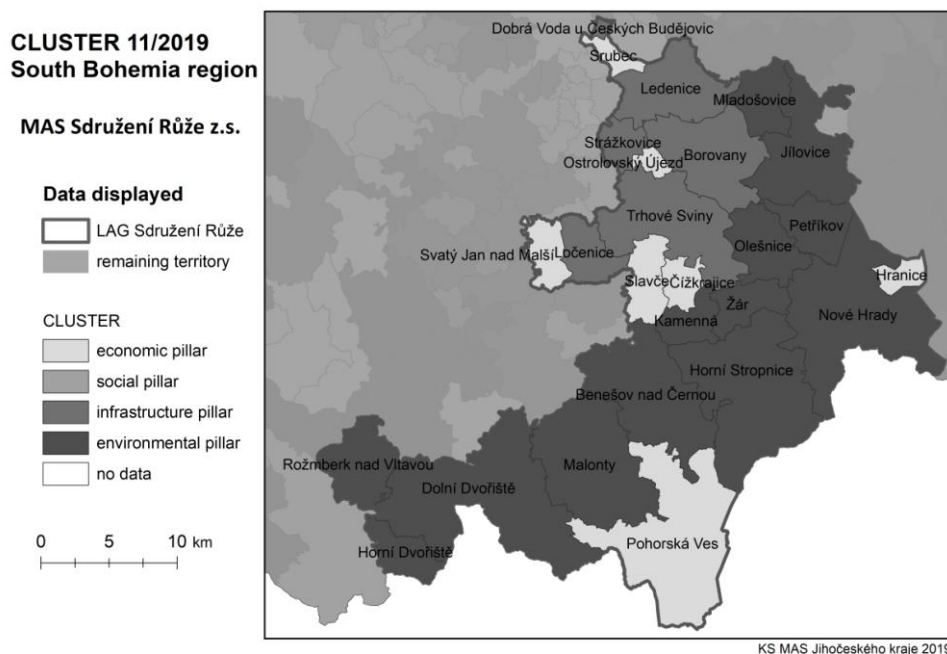 CLUSTER 11/2019
South Bohemia region
MAS Sdružení Růže z.s.
Data displayed
LAG Sdružení Růže
remaining territory
CLUSTER
economic pillar
social pillar
infrastructure pillar
environmental pillar
no data
0 5 10 km
Dobrá Voda u Českých Budějovic
Srubec
Ledenice
Mladošovice
Strážkovice
Ostrolovský Újezd
Borovany
Jílovice
Trhové Sviny
Petříkov
Olešnice
Svatý Jan nad Malší
Ločenice
Slavče
Čížkrajice
Hranice
Žár
Kamenná
Nové Hrady
Horní Stropnice
Benešov nad Černou
Rožmberk nad Vltavou
Malonty
Dolní Dvořiště
Horní Dvořiště
Pohorská Ves
KS MAS Jihočeského kraje 2019